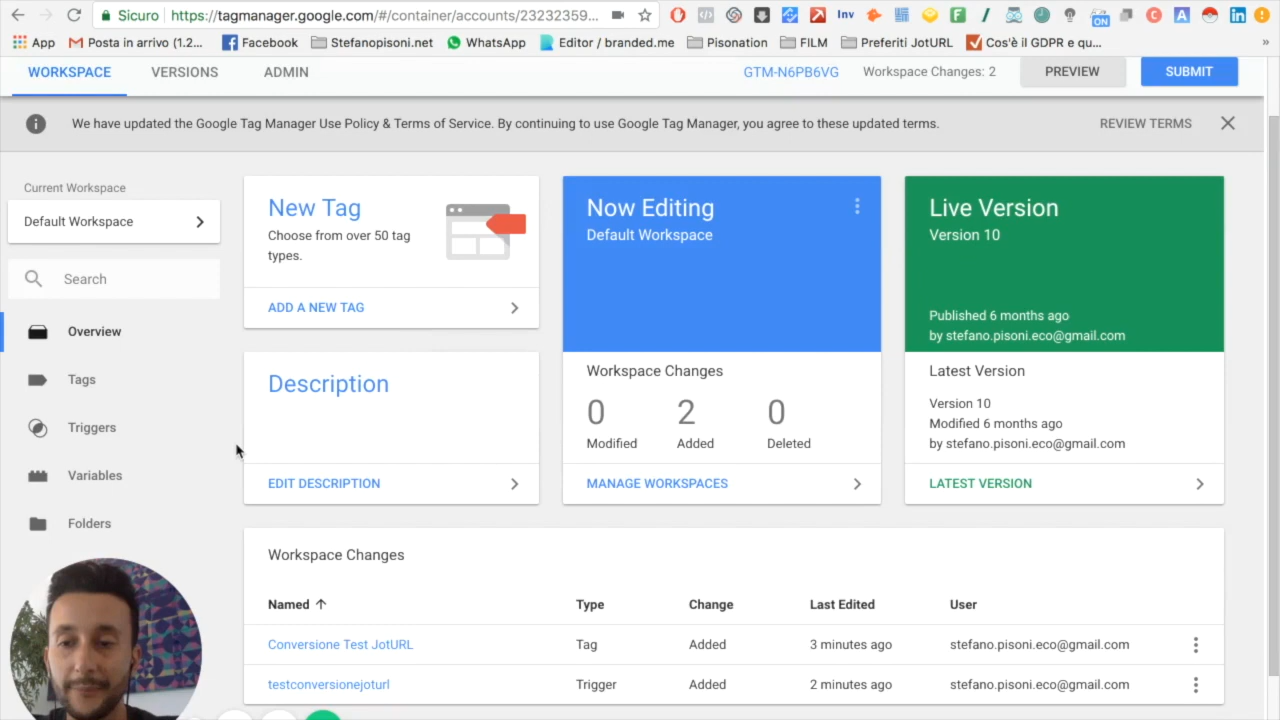 Sicuro https://tagmanager.google.com/#/container/accounts/23232359...
Inv
ON
App Posta in arrivo (1.2... Facebook Stefanopisoni.net WhatsApp Editor / branded.me Pisonation FILM Preferiti JotURL Cos'è il GDPR e qu... »
WORKSPACE VERSIONS ADMIN GTM-N6PB6VG Workspace Changes: 2 PREVIEW SUBMIT
We have updated the Google Tag Manager Use Policy & Terms of Service. By continuing to use Google Tag Manager, you agree to these updated terms. REVIEW TERMS
Current Workspace
Default Workspace
Search
Overview
Tags
Triggers
Variables
Folders
New Tag
Choose from over 50 tag
types.
ADD A NEW TAG
Description
EDIT DESCRIPTION
Now Editing
Default Workspace
Workspace Changes
0 2 0
Modified Added Deleted
MANAGE WORKSPACES
Live Version
Version 10
Published 6 months ago
by stefano.pisoni.eco@gmail.com
Latest Version
Version 10
Modified 6 months ago
by stefano.pisoni.eco@gmail.com
LATEST VERSION
Workspace Changes
Named Type Change Last Edited User
Conversione Test JotURL Tag Added 3 minutes ago stefano.pisoni.eco@gmail.com
testconversionejoturl Trigger Added 2 minutes ago stefano.pisoni.eco@gmail.com